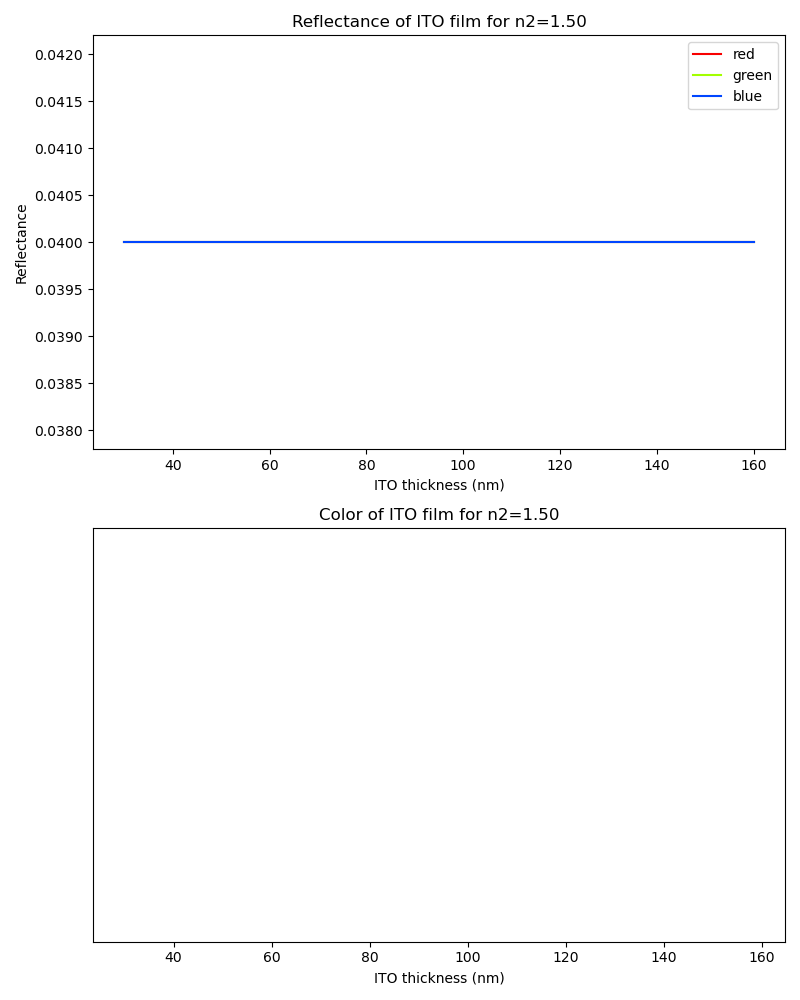 Reflectance of ITO film for n2=1.50
red
green
blue
0.0420
0.0415
0.0410
0.0405
0.0400
0.0395
0.0390
0.0385
0.0380
Reflectance
40 60 80 100 120 140 160
ITO thickness (nm)
Color of ITO film for n2=1.50
40 60 80 100 120 140 160
ITO thickness (nm)